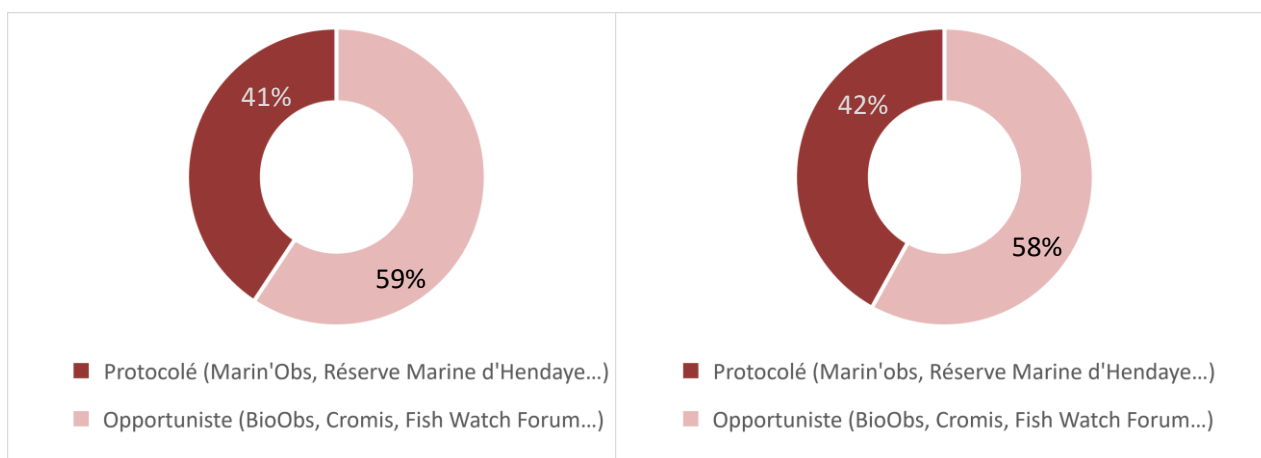 41%
59%
Protocolé (Marin'Obs, Réserve Marine d'Hendaye...)
Opportuniste (BioObs, Cromis, Fish Watch Forum...)
42%
58%
Protocolé (Marin'obs, Réserve Marine d'Hendaye...)
Opportuniste (BioObs, Cromis, Fish Watch Forum...)